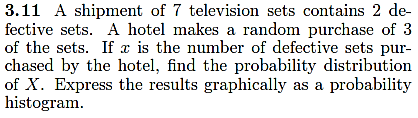 3.11 A shipment of 7 television sets contains 2 de-
fective sets. A hotel makes a random purchase of 3
of the sets. If x is the number of defective sets pur-
chased by the hotel, find the probability distribution
of X. Express the results graphically as a probability
histogram.